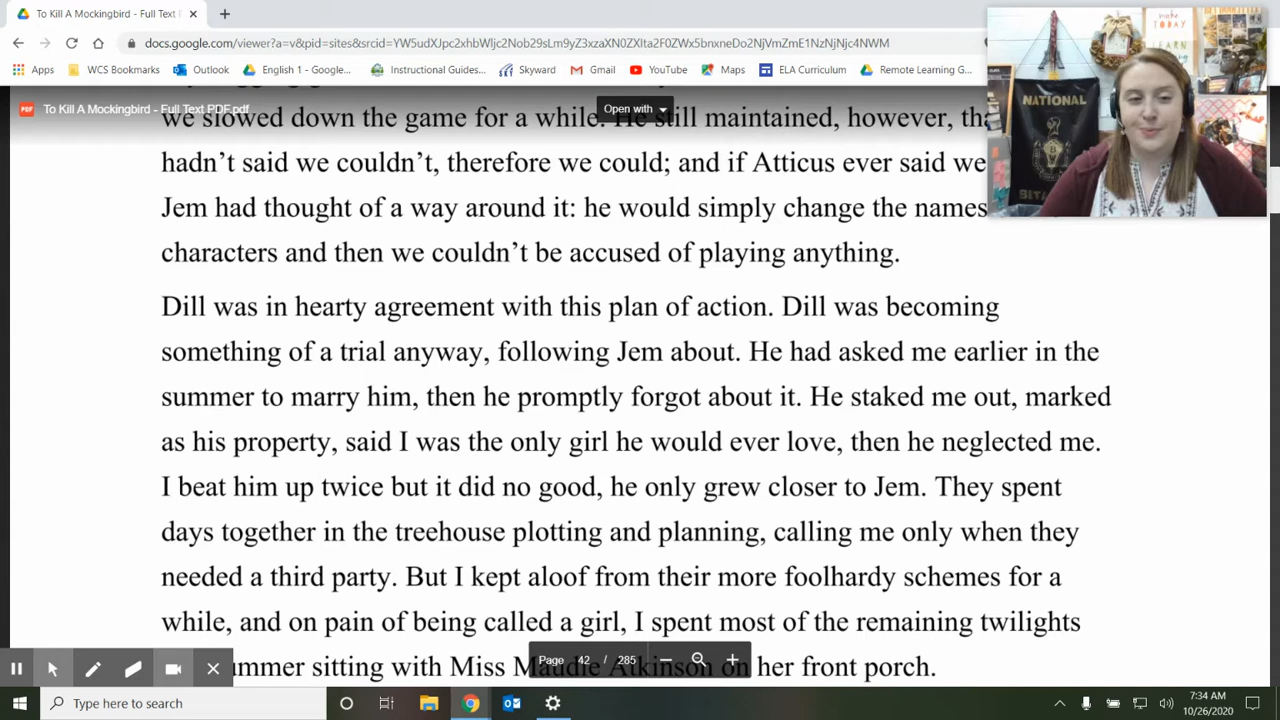 To Kill A Mockingbird - Full Text
docs.google.com/viewer?a=v&pid=sites&srcid=YW5udXJpc2xhbWljc2Nob29sLm9yZ3xzaXN0ZXIta2F0ZWx5bnxneDo2NjVmZmE1NzNjNjc4NWM
Apps WCS Bookmarks Outlook English 1 - Google... Instructional Guides... Skyward Gmail YouTube Maps ELA Curriculum Remote Learning G...
To Kill A Mockingbird - Full Text PDF.pdf
Open with
we slowed down the game for a while. He still maintained, however,
hadn't said we couldn't, therefore we could; and if Atticus ever said we
Jem had thought of a way around it: he would simply change the names
characters and then we couldn't be accused of playing anything.
Dill was in hearty agreement with this plan of action. Dill was becoming
something of a trial anyway, following Jem about. He had asked me earlier in the
summer to marry him, then he promptly forgot about it. He staked me out, marked
as his property, said I was the only girl he would ever love, then he neglected me.
I beat him up twice but it did no good, he only grew closer to Jem. They spent
days together in the treehouse plotting and planning, calling me only when they
needed a third party. But I kept aloof from their more foolhardy schemes for a
while, and on pain of being called a girl, I spent most of the remaining twilights
ummer sitting with Miss Maudie Atkinson on her front porch.
Page 42 / 285
NATIONAL
TODAY
LEARN
Type here to search
7:34 AM
10/26/2020